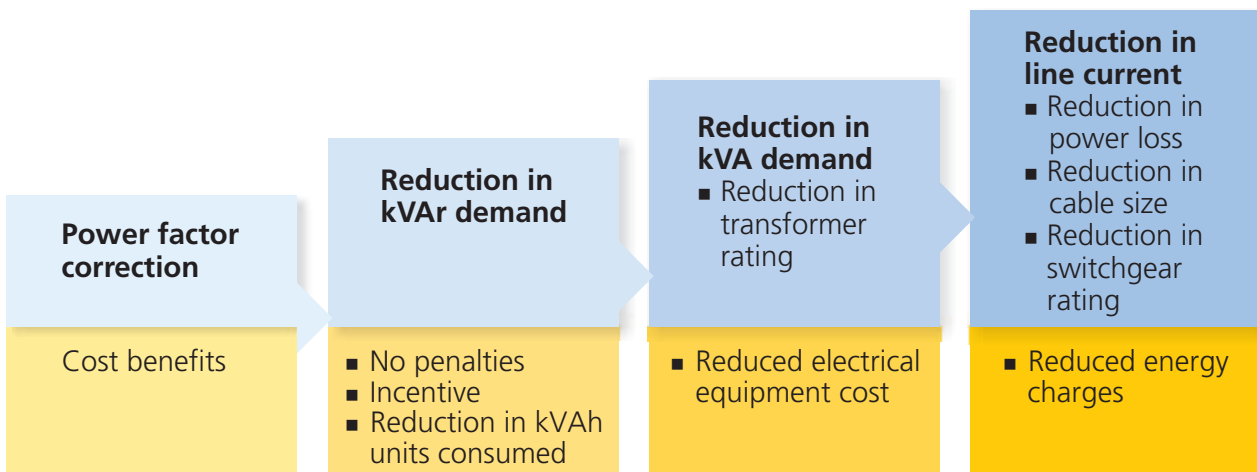 Power factor
correction
Cost benefits
Reduction in
kVAr demand
■ No penalties
■ Incentive
■ Reduction in kVAh
units consumed
Reduction in
kVA demand
■ Reduction in
transformer
rating
■ Reduced electrical
equipment cost
Reduction in
line current
■ Reduction in
power loss
■ Reduction in
cable size
■ Reduction in
switchgear
rating
■ Reduced energy
charges